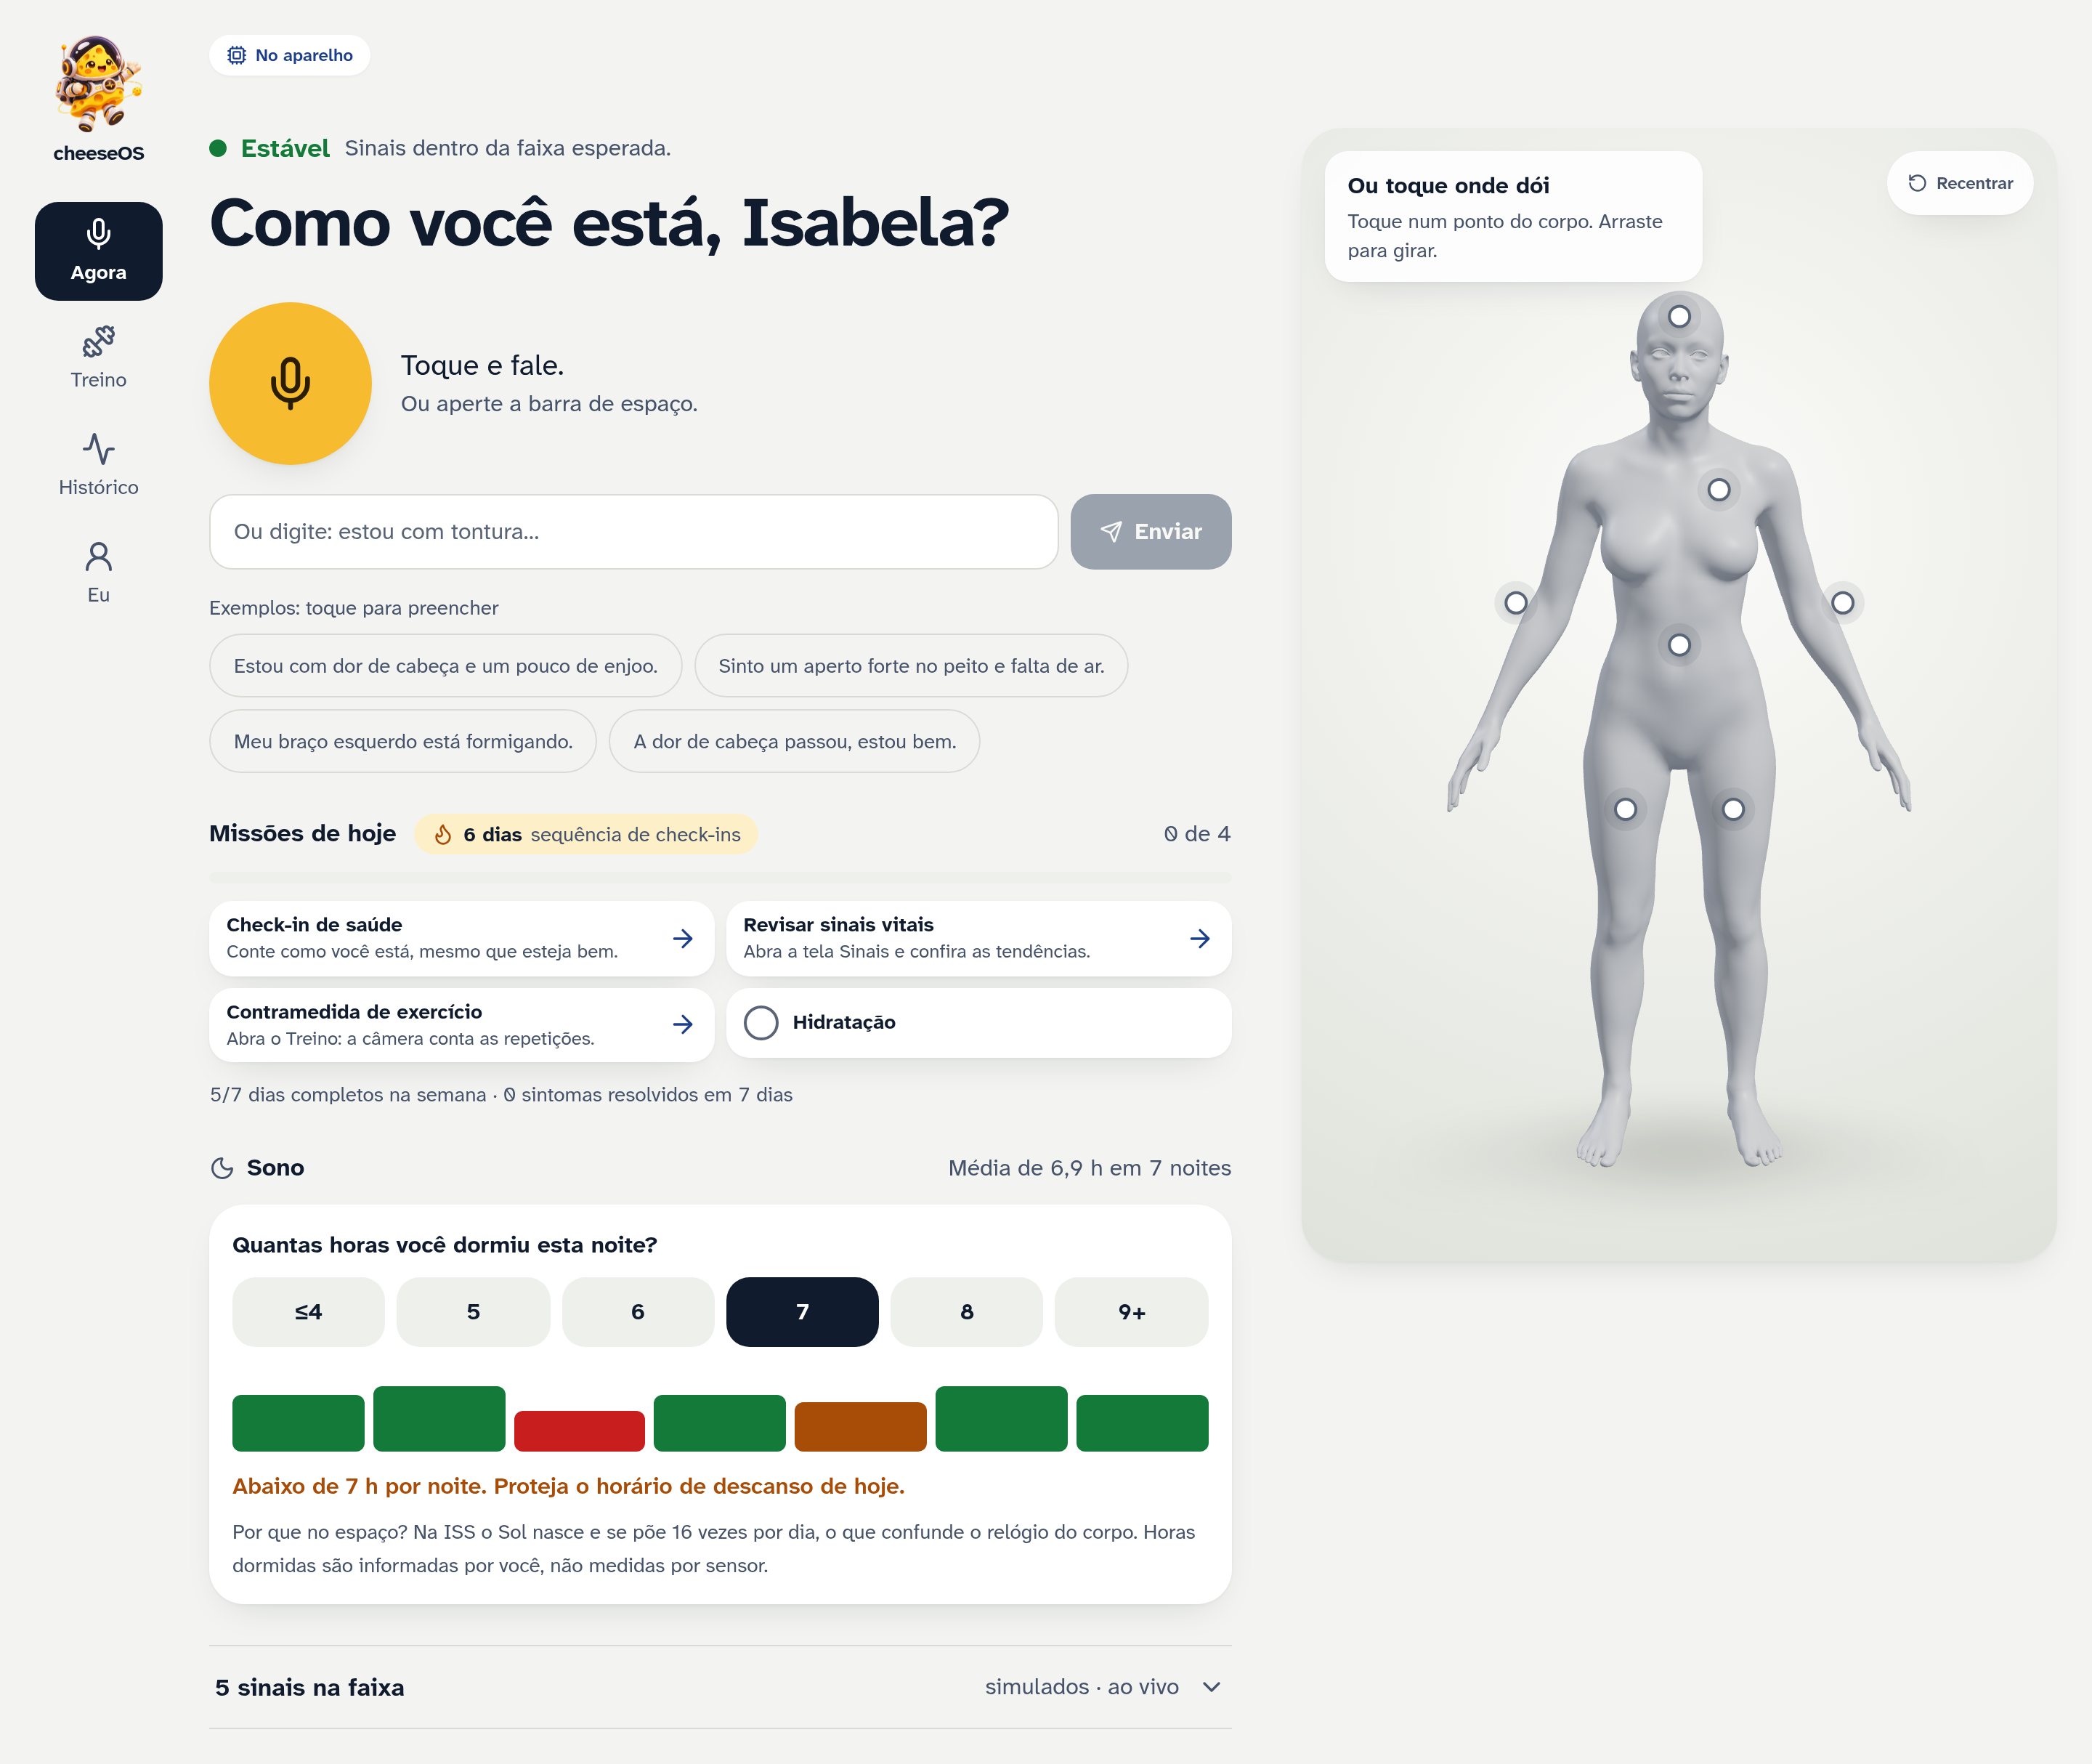 cheeseOS
Agora
Treino
Histórico
Eu
No aparelho
Estável Sinais dentro da faixa esperada.
Como você está, Isabela?
Toque e fale.
Ou aperte a barra de espaço.
Ou digite: estou com tontura...
Enviar
Exemplos: toque para preencher
Estou com dor de cabeça e um pouco de enjoo.
Sinto um aperto forte no peito e falta de ar.
Meu braço esquerdo está formigando.
A dor de cabeça passou, estou bem.
Missões de hoje
6 dias sequência de check-ins
0 de 4
Check-in de saúde
Conte como você está, mesmo que esteja bem.
Revisar sinais vitais
Abra a tela Sinais e confira as tendências.
Contramedida de exercício
Abra o Treino: a câmera conta as repetições.
Hidratação
5/7 dias completos na semana · 0 sintomas resolvidos em 7 dias
Sono
Média de 6,9 h em 7 noites
Quantas horas você dormiu esta noite?
≤4
5
6
7
8
9+
Abaixo de 7 h por noite. Proteja o horário de descanso de hoje.
Por que no espaço? Na ISS o Sol nasce e se põe 16 vezes por dia, o que confunde o relógio do corpo. Horas
dormidas são informadas por você, não medidas por sensor.
5 sinais na faixa
simulados · ao vivo
Ou toque onde dói
Toque num ponto do corpo. Arraste
para girar.
Recentrar